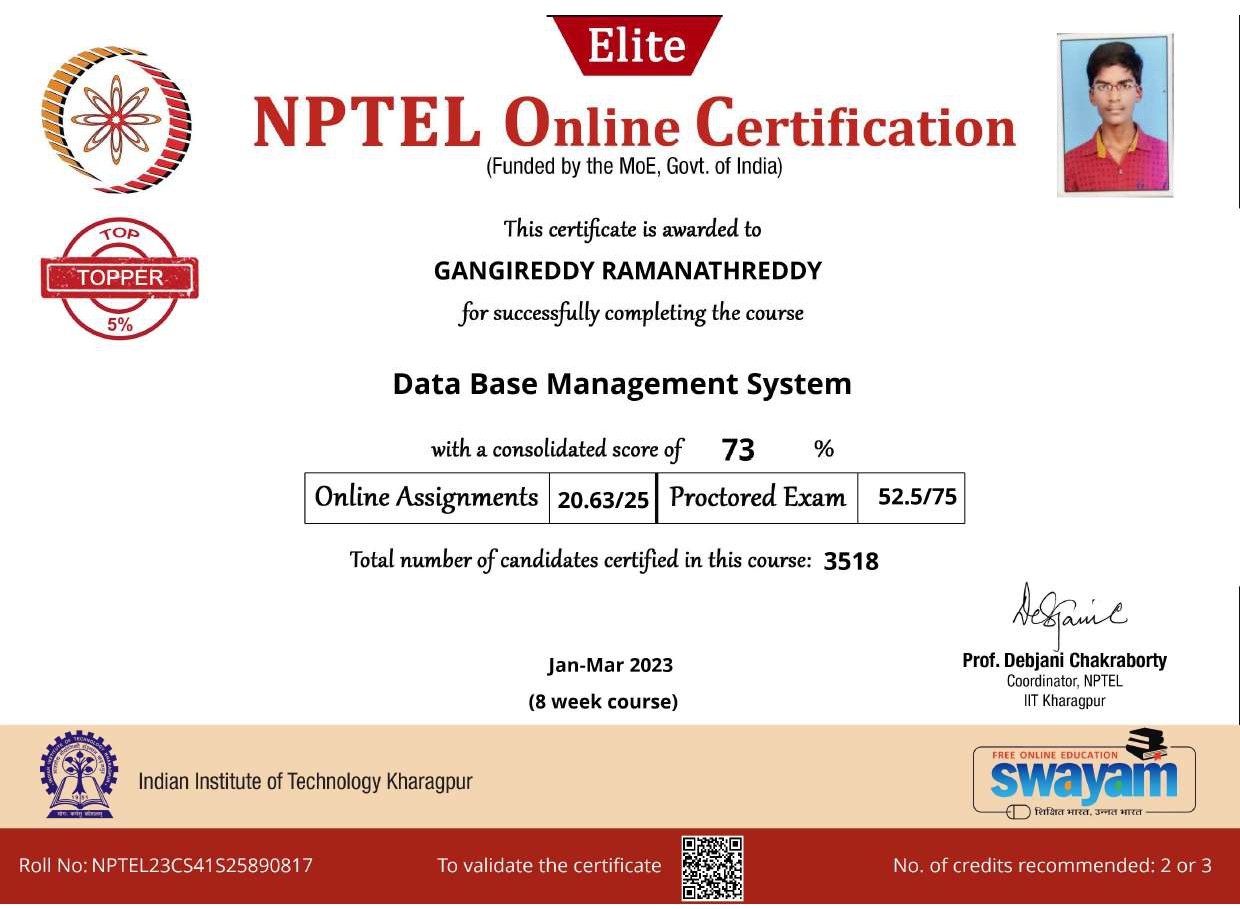 Elite
NPTEL Online Certification
(Funded by the MoE, Govt. of India)
TOP
TOPPER
5%
This certificate is awarded to
GANGIREDDY RAMANATHREDDY
for successfully completing the course
Data Base Management System
with a consolidated score of 73 %
Online Assignments 20.63/25 Proctored Exam 52.5/75
Total number of candidates certified in this course: 3518
Jan-Mar 2023
(8 week course)
Prof. Debjani Chakraborty
Coordinator, NPTEL
IIT Kharagpur
Indian Institute of Technology Kharagpur
FREE ONLINE EDUCATION
swayam
शिक्षित भारत, उन्नत भारत
Roll No: NPTEL23CS41S25890817
To validate the certificate
No. of credits recommended: 2 or 3